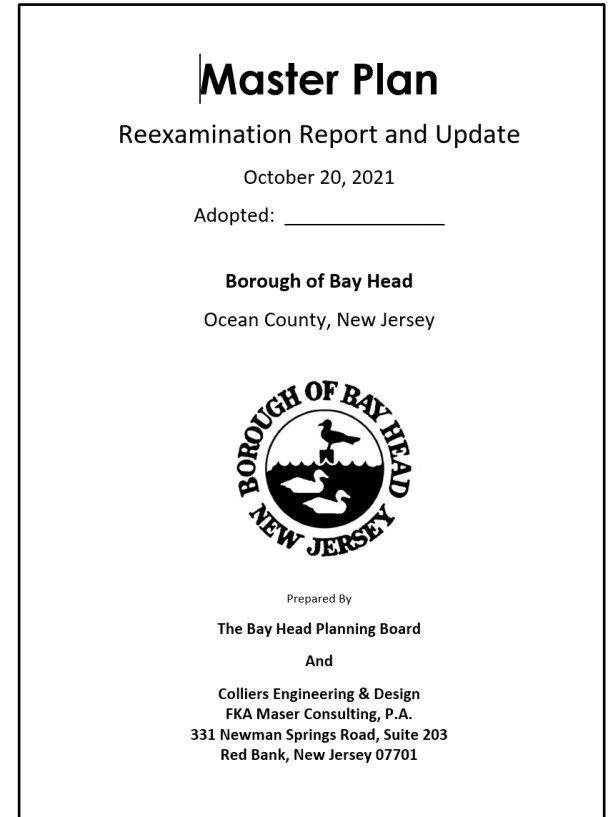 Master Plan
Reexamination Report and Update
October 20, 2021
Adopted: _______________
Borough of Bay Head
Ocean County, New Jersey
BOROUGH OF BAY HEAD
NEW JERSEY
Prepared By
The Bay Head Planning Board
And
Colliers Engineering & Design
FKA Maser Consulting, P.A.
331 Newman Springs Road, Suite 203
Red Bank, New Jersey 07701